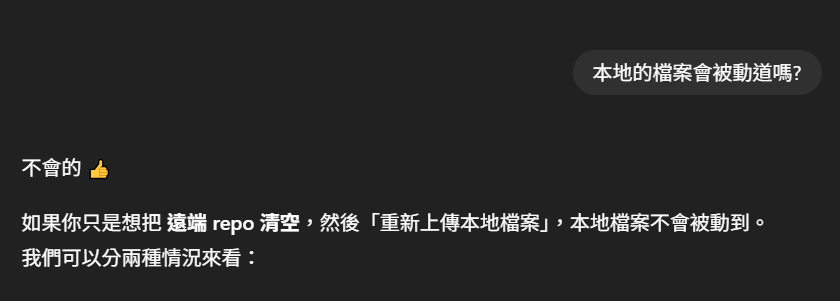 本地的檔案會被動道嗎?
不會的 👍
如果你只是想把 遠端 repo 清空，然後「重新上傳本地檔案」，本地檔案不會被動到。
我們可以分兩種情況來看：